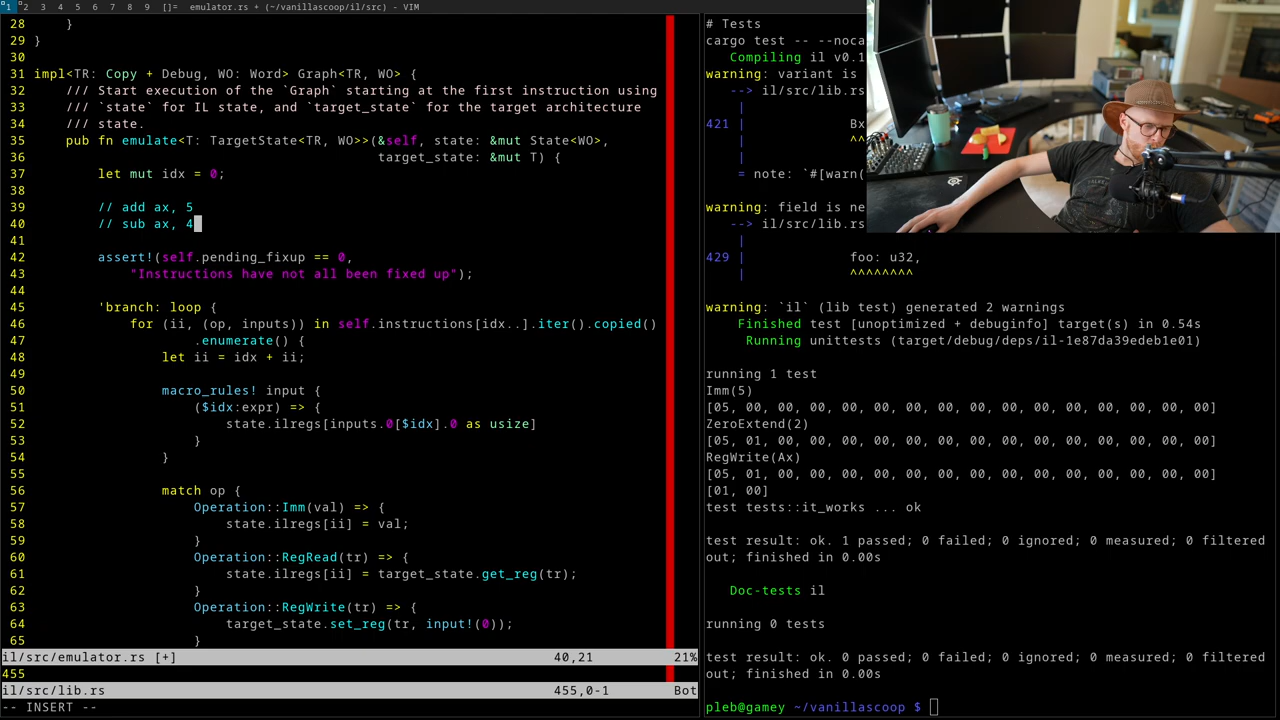 1 2 3 4 5 6 7 8 9 []= emulator.rs + (~/vanillascoop/il/src) - VIM
28     }
29 }
30
31 impl<TR: Copy + Debug, WO: Word> Graph<TR, WO> {
32     /// Start execution of the `Graph` starting at the first instruction using
33     /// `state` for IL state, and `target_state` for the target architecture
34     /// state.
35     pub fn emulate<T: TargetState<TR, WO>>(&self, state: &mut State<WO>,
36                                            target_state: &mut T) {
37         let mut idx = 0;
38
39         // add ax, 5
40         // sub ax, 4
41
42         assert!(self.pending_fixup == 0,
43             "Instructions have not all been fixed up");
44
45         'branch: loop {
46             for (ii, (op, inputs)) in self.instructions[idx..].iter().copied()
47                     .enumerate() {
48                 let ii = idx + ii;
49
50                 macro_rules! input {
51                     ($idx:expr) => {
52                         state.ilregs[inputs.0[$idx].0 as usize]
53                     }
54                 }
55
56                 match op {
57                     Operation::Imm(val) => {
58                         state.ilregs[ii] = val;
59                     }
60                     Operation::RegRead(tr) => {
61                         state.ilregs[ii] = target_state.get_reg(tr);
62                     }
63                     Operation::RegWrite(tr) => {
64                         target_state.set_reg(tr, input!(0));
65                     }
il/src/emulator.rs [+] 40,21 21%
455
il/src/lib.rs 455,0-1 Bot
-- INSERT --
# Tests
cargo test -- --noca
   Compiling il v0.1
warning: variant is
   --> il/src/lib.rs
    |
421 |             Bx
    |             ^^
    |
    = note: `#[warn(
warning: field is ne
   --> il/src/lib.rs
    |
257 |             foo: u32,
    |             ^^^^^^^^
warning: `il` (lib test) generated 2 warnings
    Finished test [unoptimized + debuginfo] target(s) in 0.54s
     Running unittests (target/debug/deps/il-1e87da39edeb1e01)
running 1 test
Imm(5)
[05, 00, 00, 00, 00, 00, 00, 00, 00, 00, 00, 00, 00, 00, 00, 00]
ZeroExtend(2)
[05, 01, 00, 00, 00, 00, 00, 00, 00, 00, 00, 00, 00, 00, 00, 00]
RegWrite(Ax)
[05, 01, 00, 00, 00, 00, 00, 00, 00, 00, 00, 00, 00, 00, 00, 00]
[01, 00]
test tests::it_works ... ok
test result: ok. 1 passed; 0 failed; 0 ignored; 0 measured; 0 filtered
out; finished in 0.00s
   Doc-tests il
running 0 tests
test result: ok. 0 passed; 0 failed; 0 ignored; 0 measured; 0 filtered
out; finished in 0.00s
pleb@gamey ~/vanillascoop $